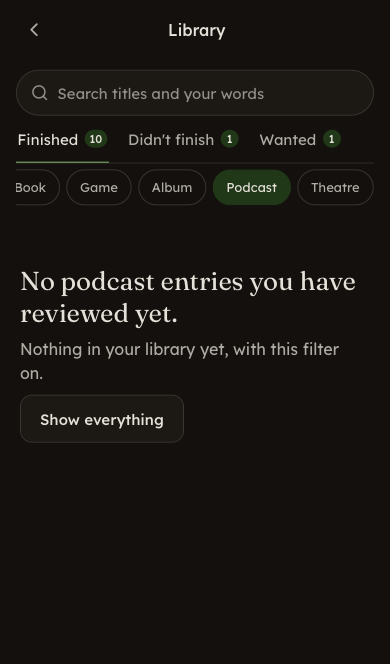 Library
Search titles and your words
Finished 10 Didn't finish 1 Wanted 1
Book Game Album Podcast Theatre
No podcast entries you have
reviewed yet.
Nothing in your library yet, with this filter
on.
Show everything